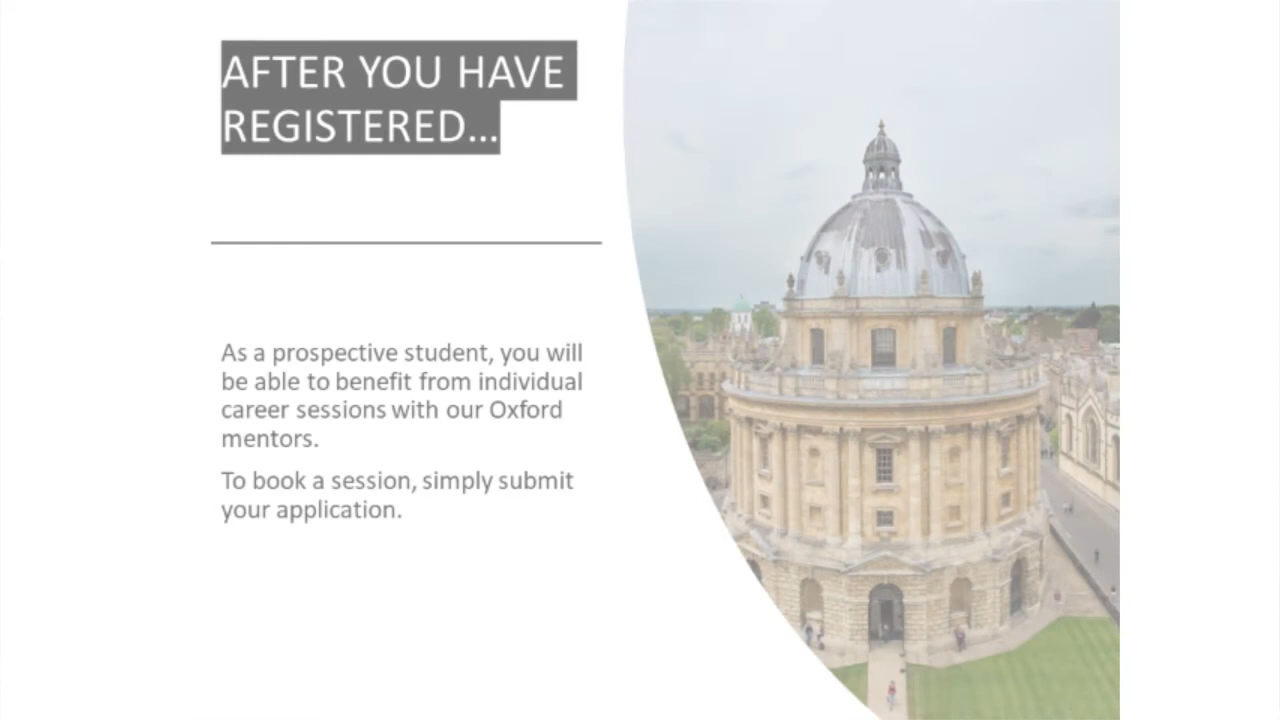 AFTER YOU HAVE
REGISTERED...
As a prospective student, you will
be able to benefit from individual
career sessions with our Oxford
mentors.
To book a session, simply submit
your application.